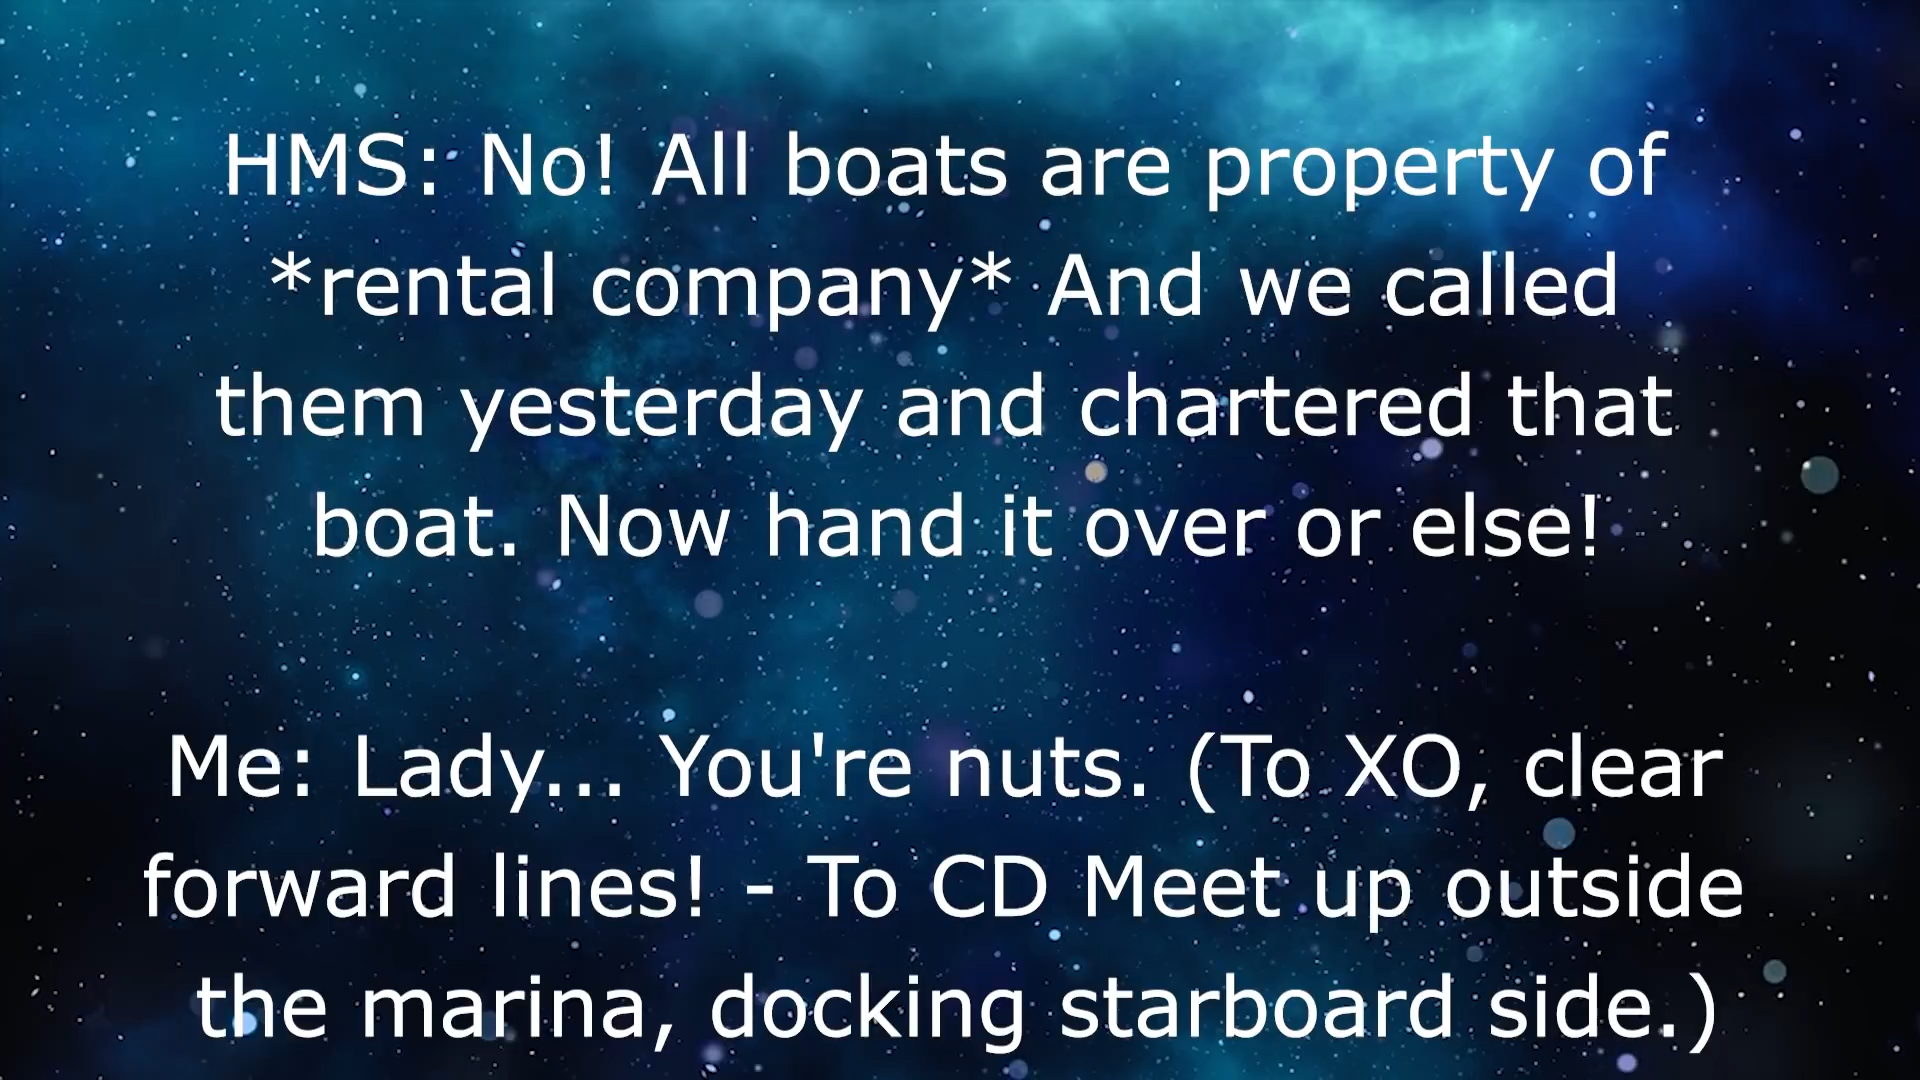 HMS: No! All boats are property of
*rental company* And we called
them yesterday and chartered that
boat. Now hand it over or else!
Me: Lady... You're nuts. (To XO, clear
forward lines! - To CD Meet up outside
the marina, docking starboard side.)